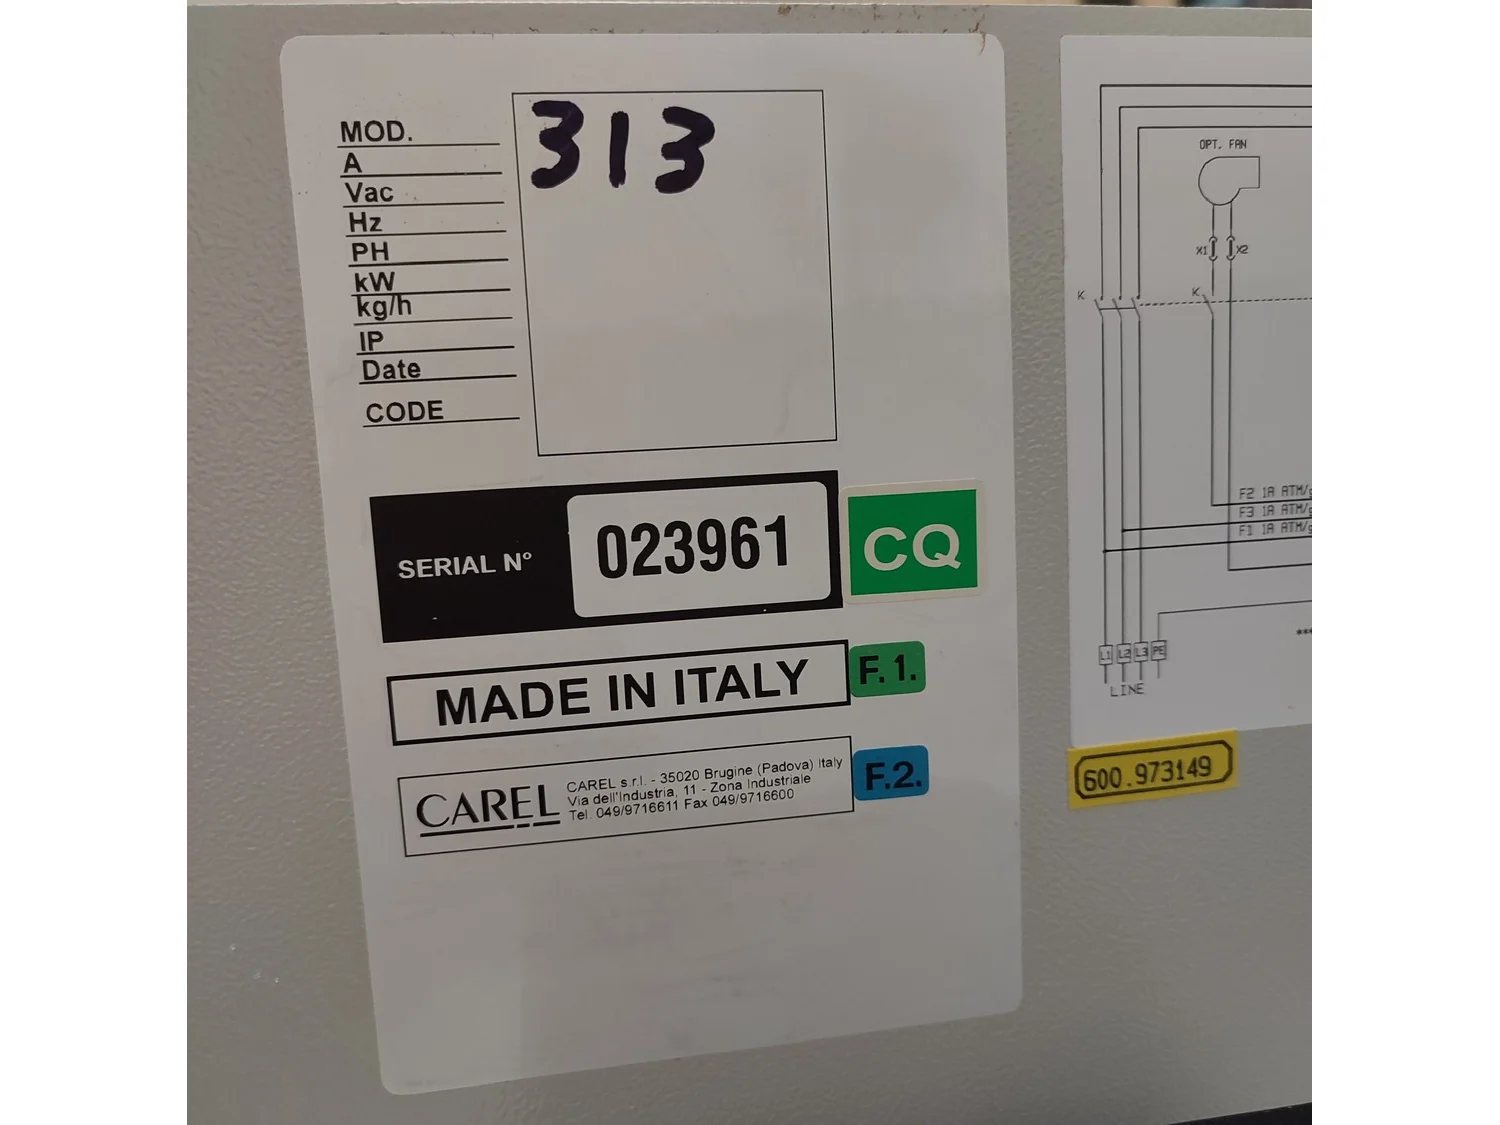 MOD.
A
Vac
Hz
PH
kW
kg/h
IP
Date
CODE
313
SERIAL N°
023961
CQ
MADE IN ITALY
F.1.
CAREL
CAREL s.r.l. - 35020 Brugine (Padova) Italy
Via dell'Industria, 11 - Zona Industriale
Tel. 049/9716611 Fax 049/9716600
F.2.
OPT. FAN
X1
X2
K
K
F2 1A ATM/g
F3 1A ATM/g
F1 1A ATM/g
***
L1 L2 L3 PE
LINE
600.973149